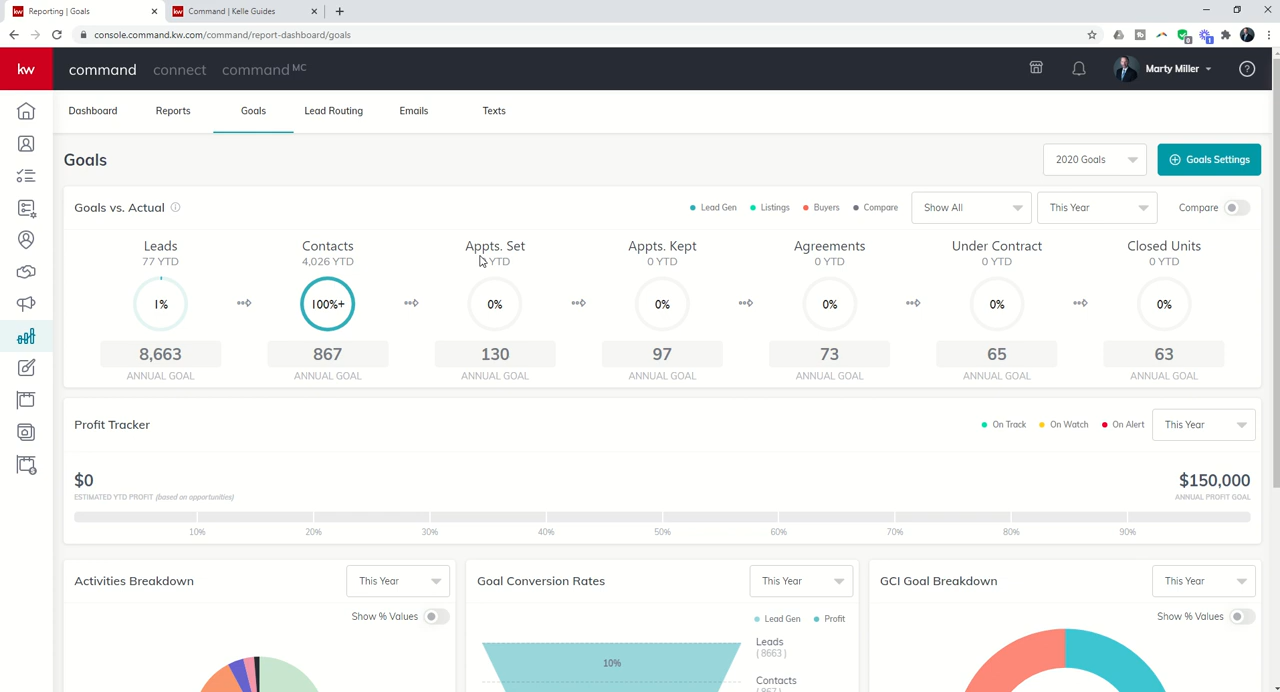 Reporting | Goals
Command | Kelle Guides
console.command.kw.com/command/report-dashboard/goals
kw
command connect command MC
Marty Miller
Dashboard Reports Goals Lead Routing Emails Texts
Goals
2020 Goals
Goals Settings
Goals vs. Actual
Lead Gen Listings Buyers Compare
Show All
This Year
Compare
Leads Contacts Appts. Set Appts. Kept Agreements Under Contract Closed Units
77 YTD 4,026 YTD YTD 0 YTD 0 YTD 0 YTD 0 YTD
1% 100%+ 0% 0% 0% 0% 0%
8,663 867 130 97 73 65 63
ANNUAL GOAL ANNUAL GOAL ANNUAL GOAL ANNUAL GOAL ANNUAL GOAL ANNUAL GOAL ANNUAL GOAL
Profit Tracker
On Track On Watch On Alert
This Year
$0 $150,000
ESTIMATED YTD PROFIT (based on opportunities) ANNUAL PROFIT GOAL
10% 20% 30% 40% 50% 60% 70% 80% 90%
Activities Breakdown
This Year
Show % Values
Goal Conversion Rates
This Year
Lead Gen Profit
10%
Leads
( 8663 )
Contacts
( 867 )
GCI Goal Breakdown
This Year
Show % Values